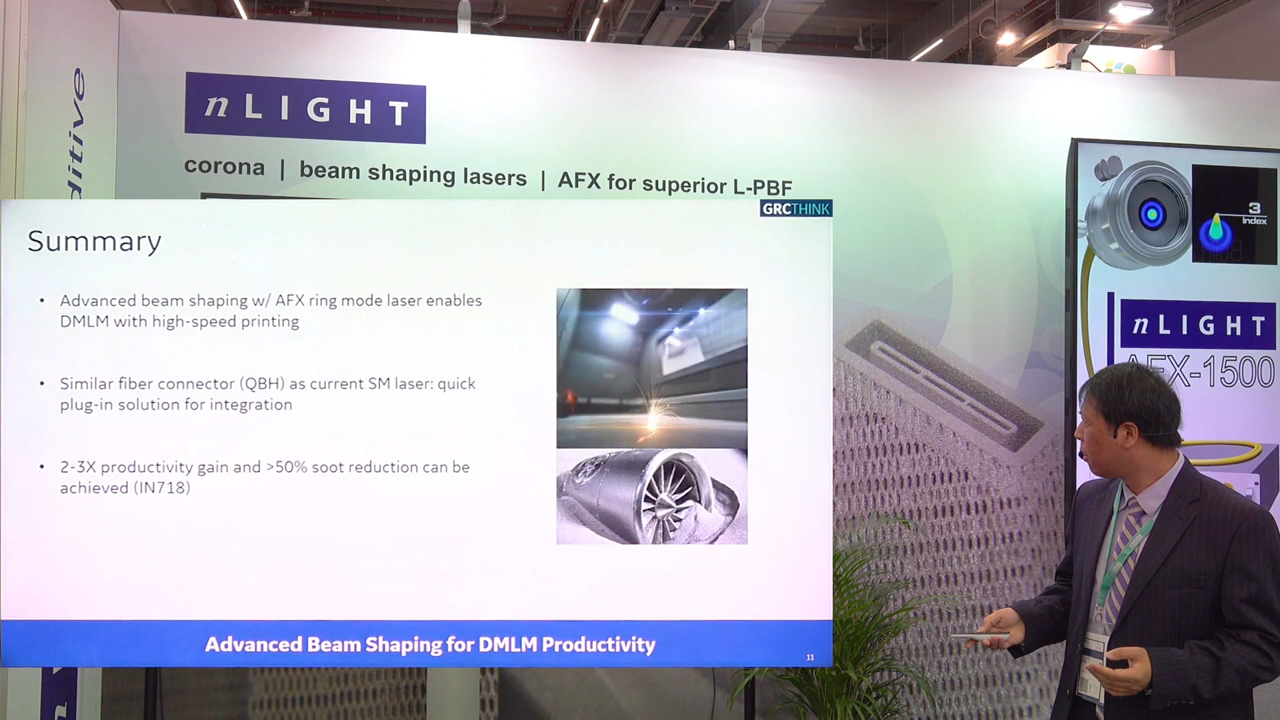 ditive
nLIGHT
corona | beam shaping lasers | AFX for superior L-PBF
GRCTHINK
Summary
• Advanced beam shaping w/ AFX ring mode laser enables
DMLM with high-speed printing
• Similar fiber connector (QBH) as current SM laser: quick
plug-in solution for integration
• 2-3X productivity gain and >50% soot reduction can be
achieved (IN718)
Advanced Beam Shaping for DMLM Productivity
11
3
index
nLIGHT
AFX-1500